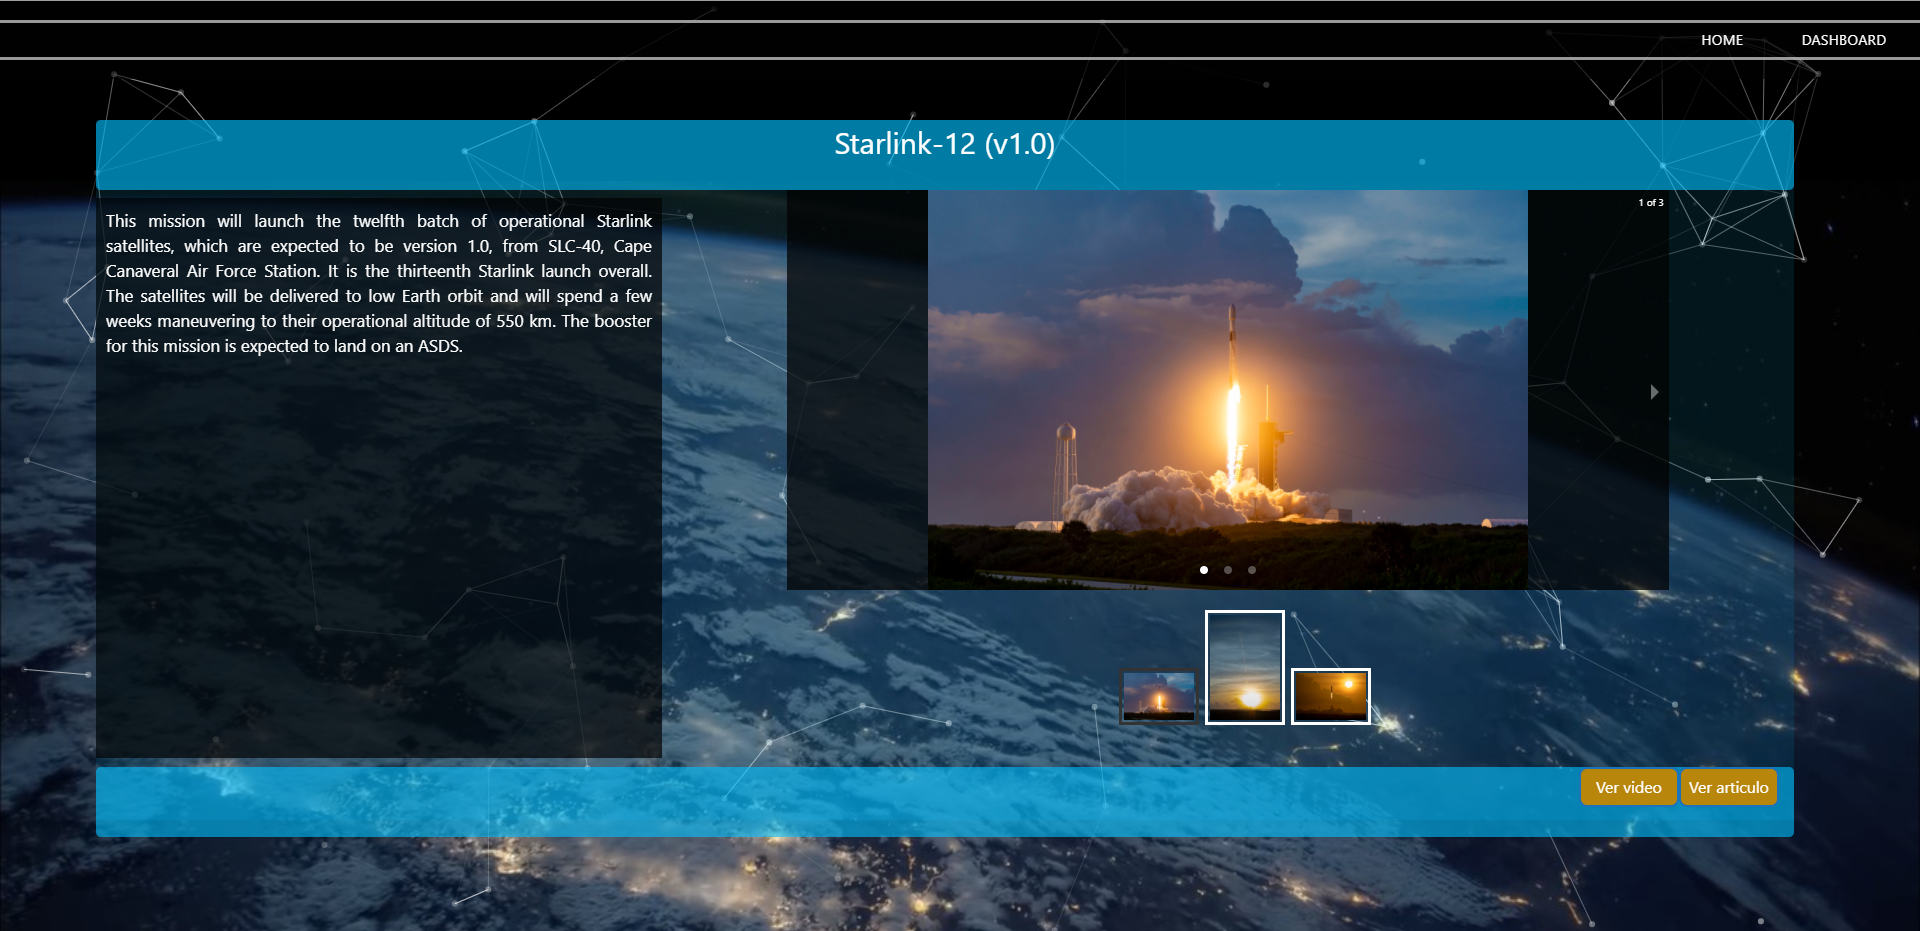 HOME DASHBOARD
Starlink-12 (v1.0)
This mission will launch the twelfth batch of operational Starlink
satellites, which are expected to be version 1.0, from SLC-40, Cape
Canaveral Air Force Station. It is the thirteenth Starlink launch overall.
The satellites will be delivered to low Earth orbit and will spend a few
weeks maneuvering to their operational altitude of 550 km. The booster
for this mission is expected to land on an ASDS.
1 of 3
Ver video Ver articulo